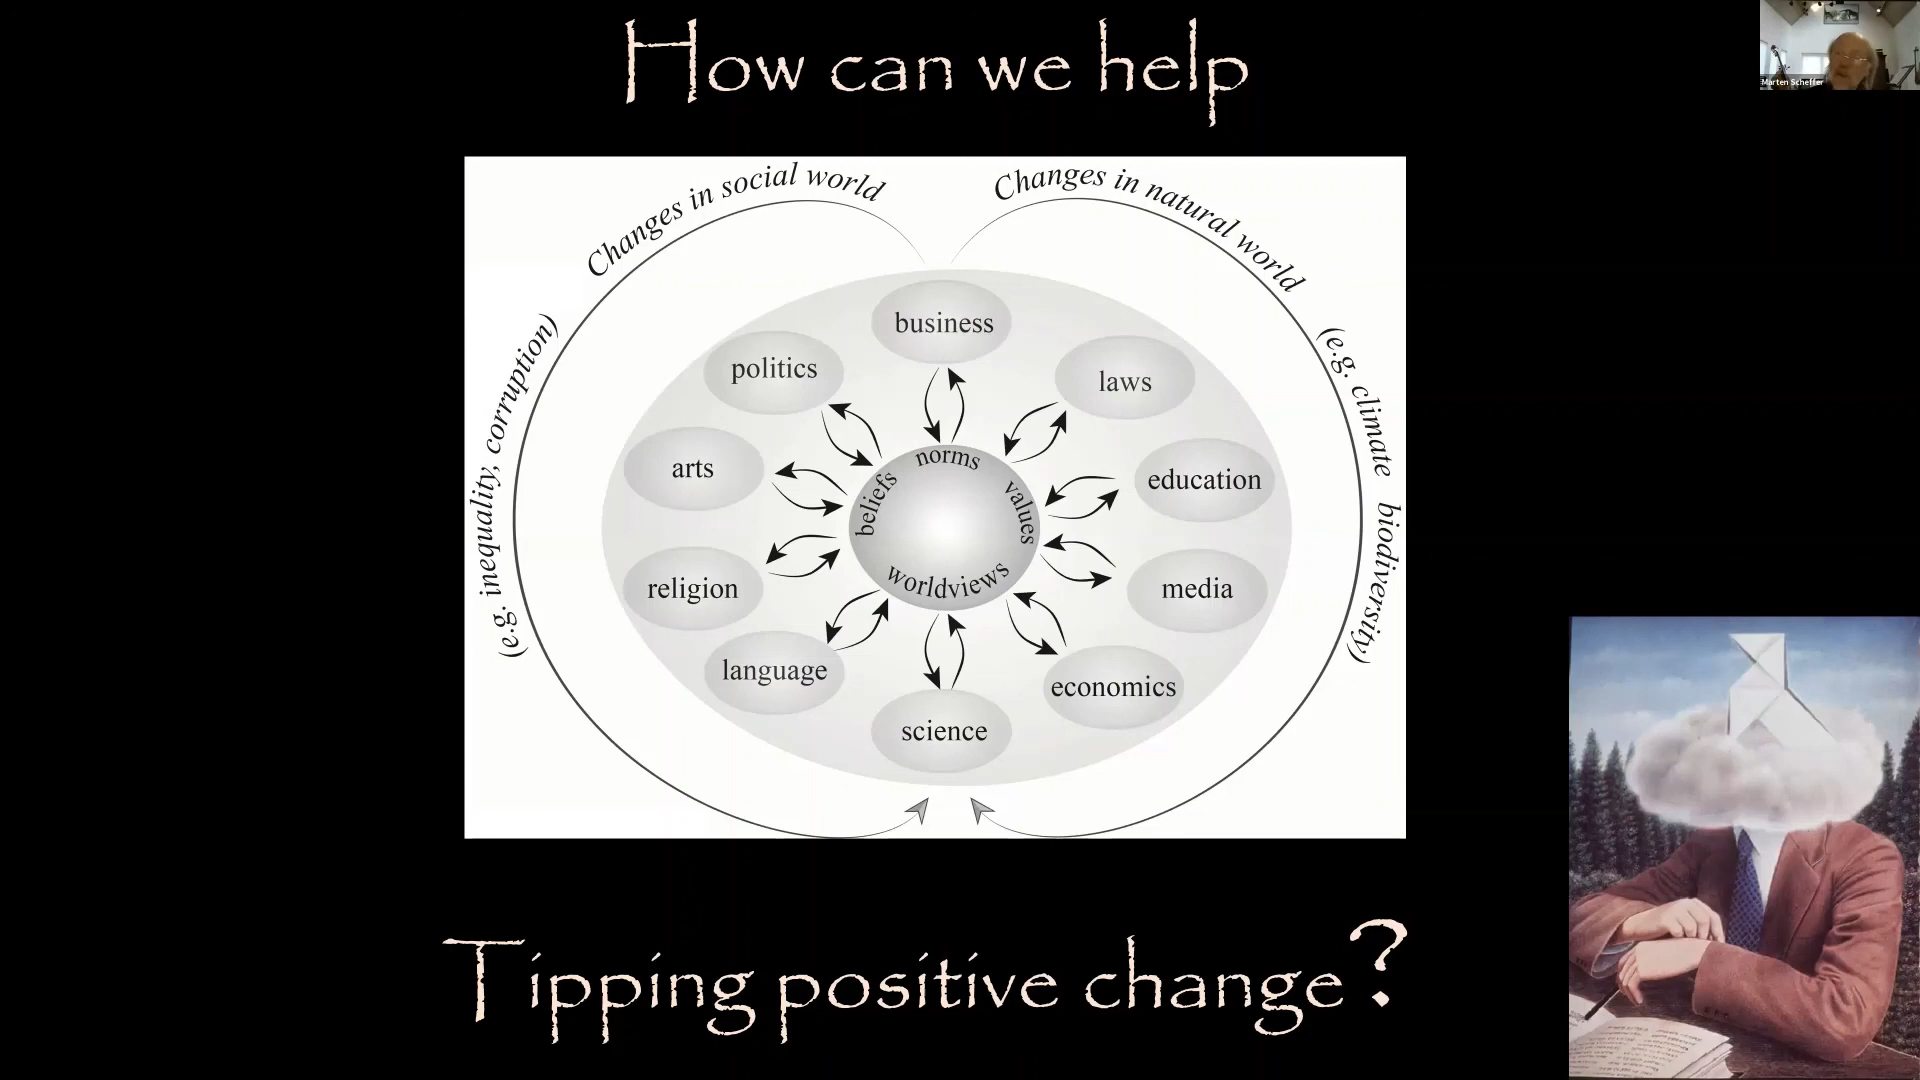 How can we help
Marten Scheffer
Changes in social world
Changes in natural world
(e.g. inequality, corruption)
(e.g. climate biodiversity)
business
politics
laws
arts
education
norms
beliefs
values
worldviews
religion
media
language
economics
science
Tipping positive change?